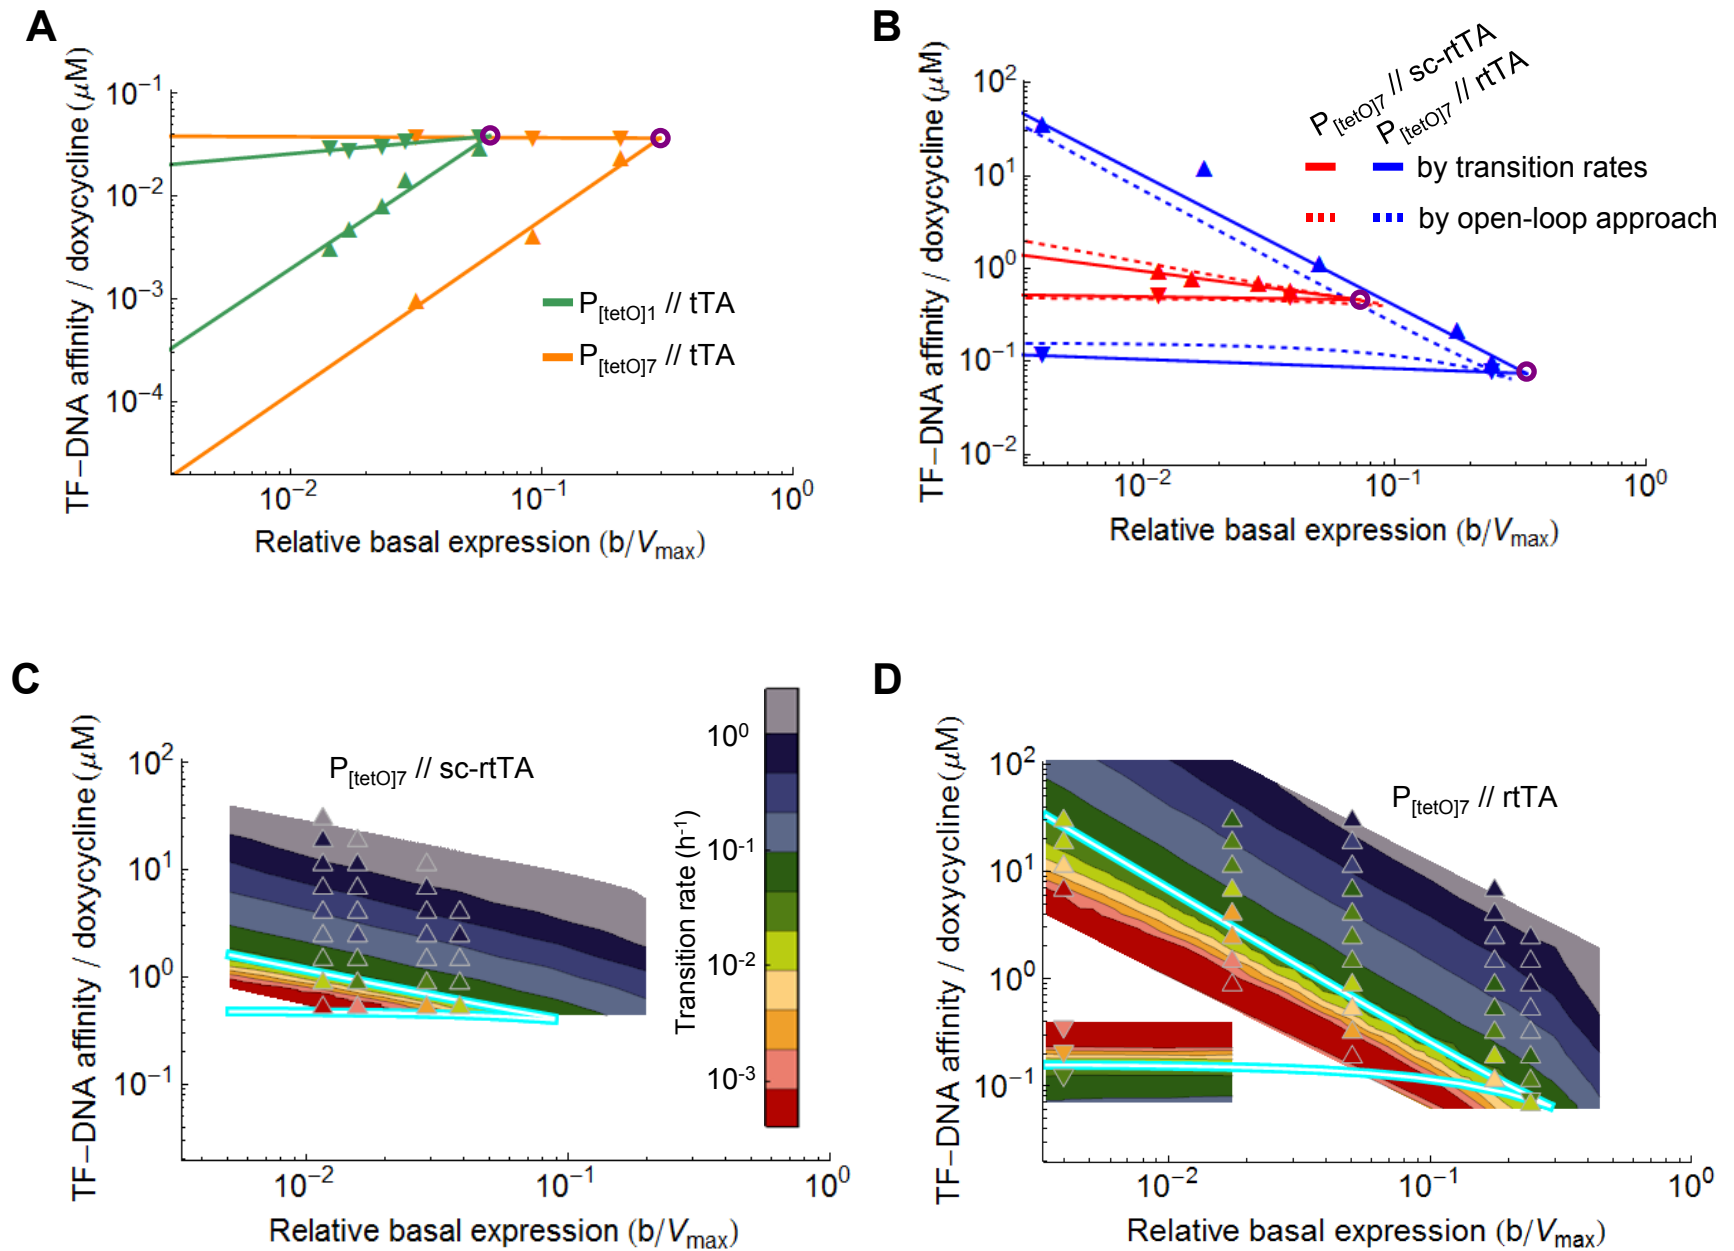 A
TF−DNA affinity / doxycycline (μM)
10⁻¹
10⁻²
10⁻³
10⁻⁴
P[tetO]1 // tTA
P[tetO]7 // tTA
10⁻²
10⁻¹
10⁰
Relative basal expression (b/Vmax)
B
TF−DNA affinity / doxycycline (μM)
10²
10¹
10⁰
10⁻¹
10⁻²
P[tetO]7 // sc-rtTA
P[tetO]7 // rtTA
by transition rates
by open-loop approach
10⁻²
10⁻¹
10⁰
Relative basal expression (b/Vmax)
C
TF−DNA affinity / doxycycline (μM)
10²
10¹
10⁰
10⁻¹
P[tetO]7 // sc-rtTA
10⁻²
10⁻¹
10⁰
Relative basal expression (b/Vmax)
Transition rate (h⁻¹)
10⁰
10⁻¹
10⁻²
10⁻³
D
TF−DNA affinity / doxycycline (μM)
10²
10¹
10⁰
10⁻¹
P[tetO]7 // rtTA
10⁻²
10⁻¹
10⁰
Relative basal expression (b/Vmax)